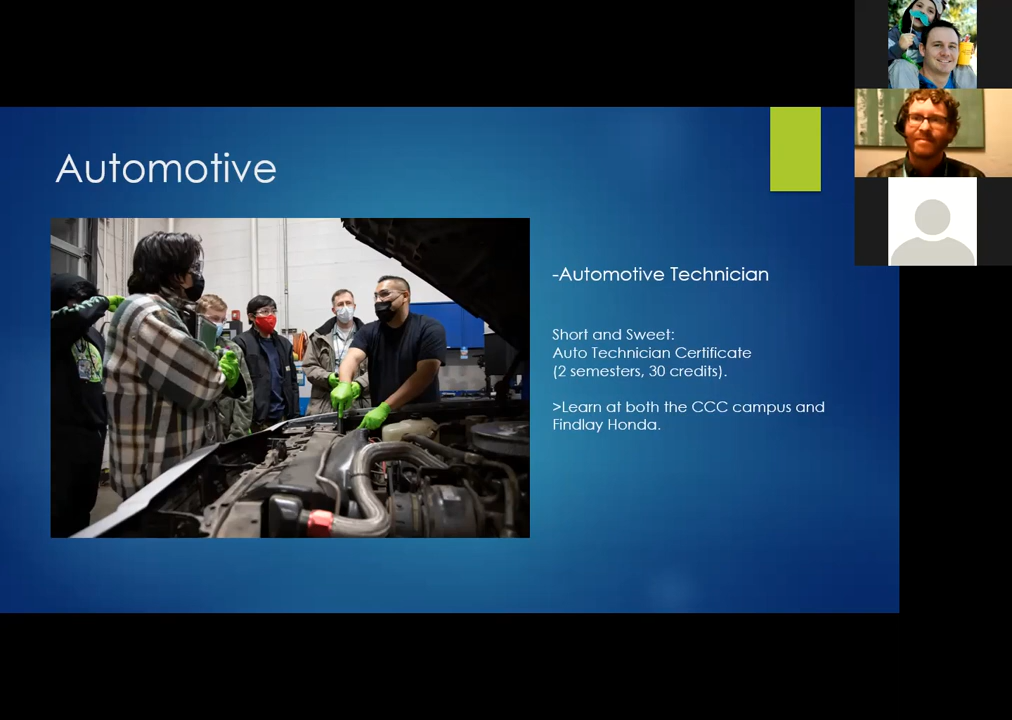 Automotive
-Automotive Technician
Short and Sweet:
Auto Technician Certificate
(2 semesters, 30 credits).
>Learn at both the CCC campus and
Findlay Honda.